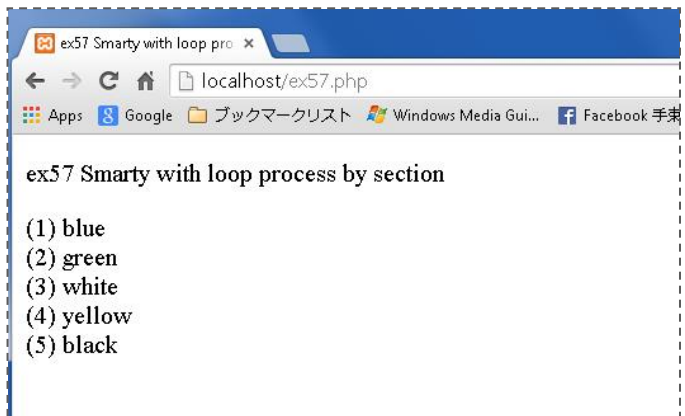 ex57 Smarty with loop pro
localhost/ex57.php
Apps Google ブックマークリスト Windows Media Gui... Facebook 手束
ex57 Smarty with loop process by section
(1) blue
(2) green
(3) white
(4) yellow
(5) black